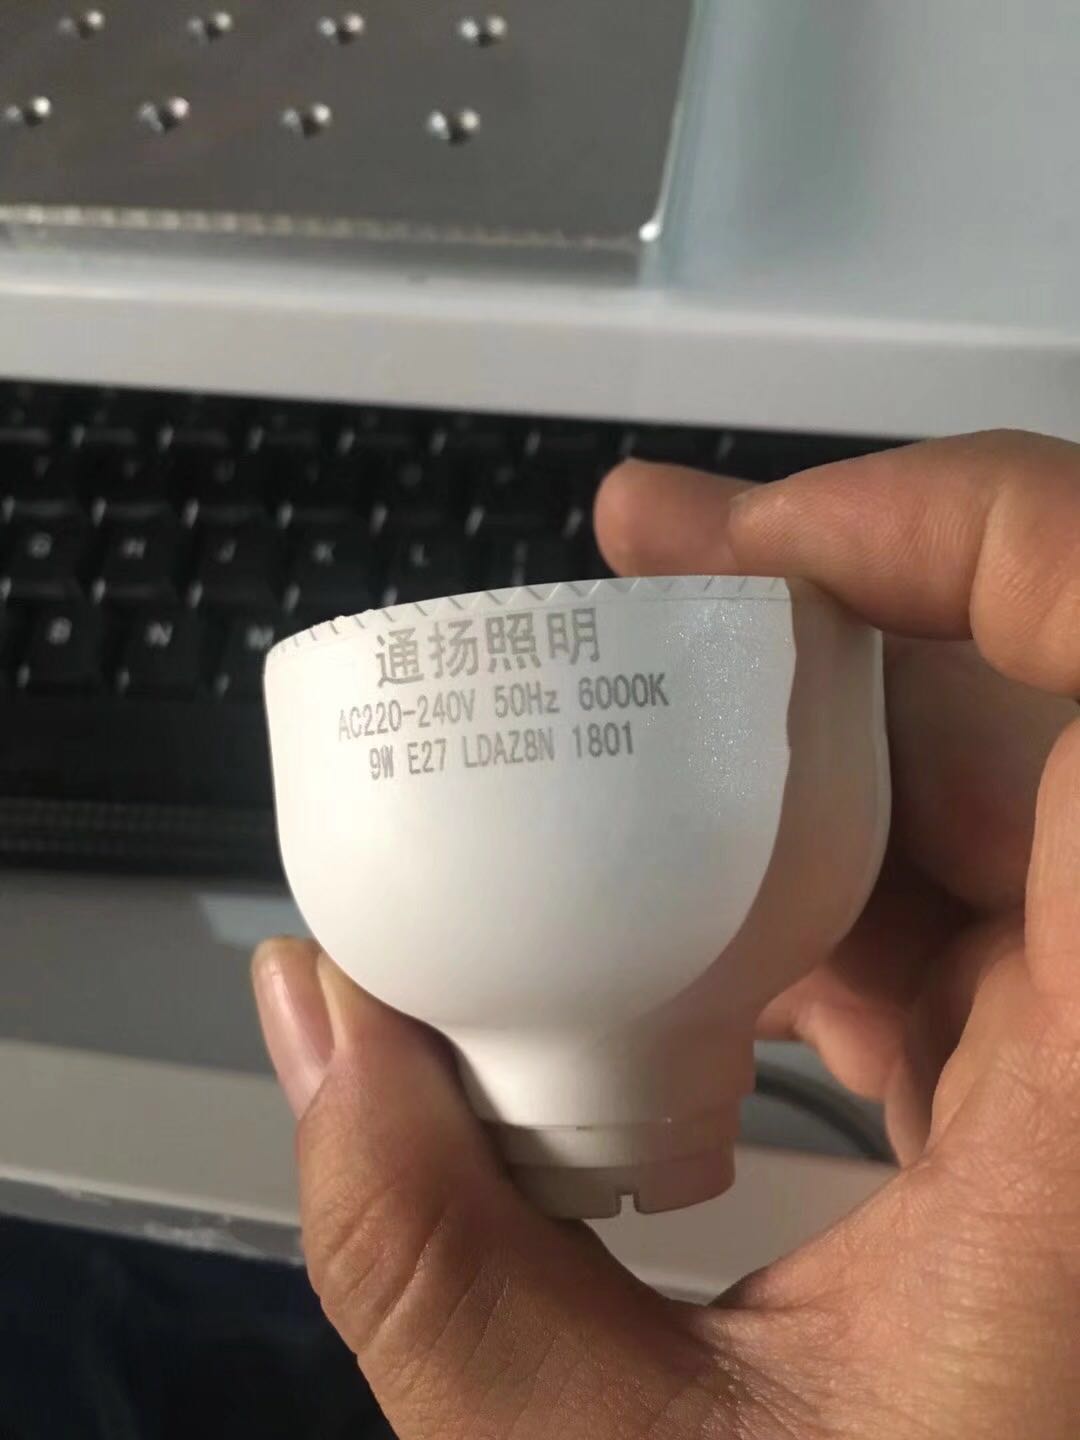 通扬照明
AC220-240V 50Hz 6000K
9W E27 LDAZ8N 1801
G H J K L
B N M